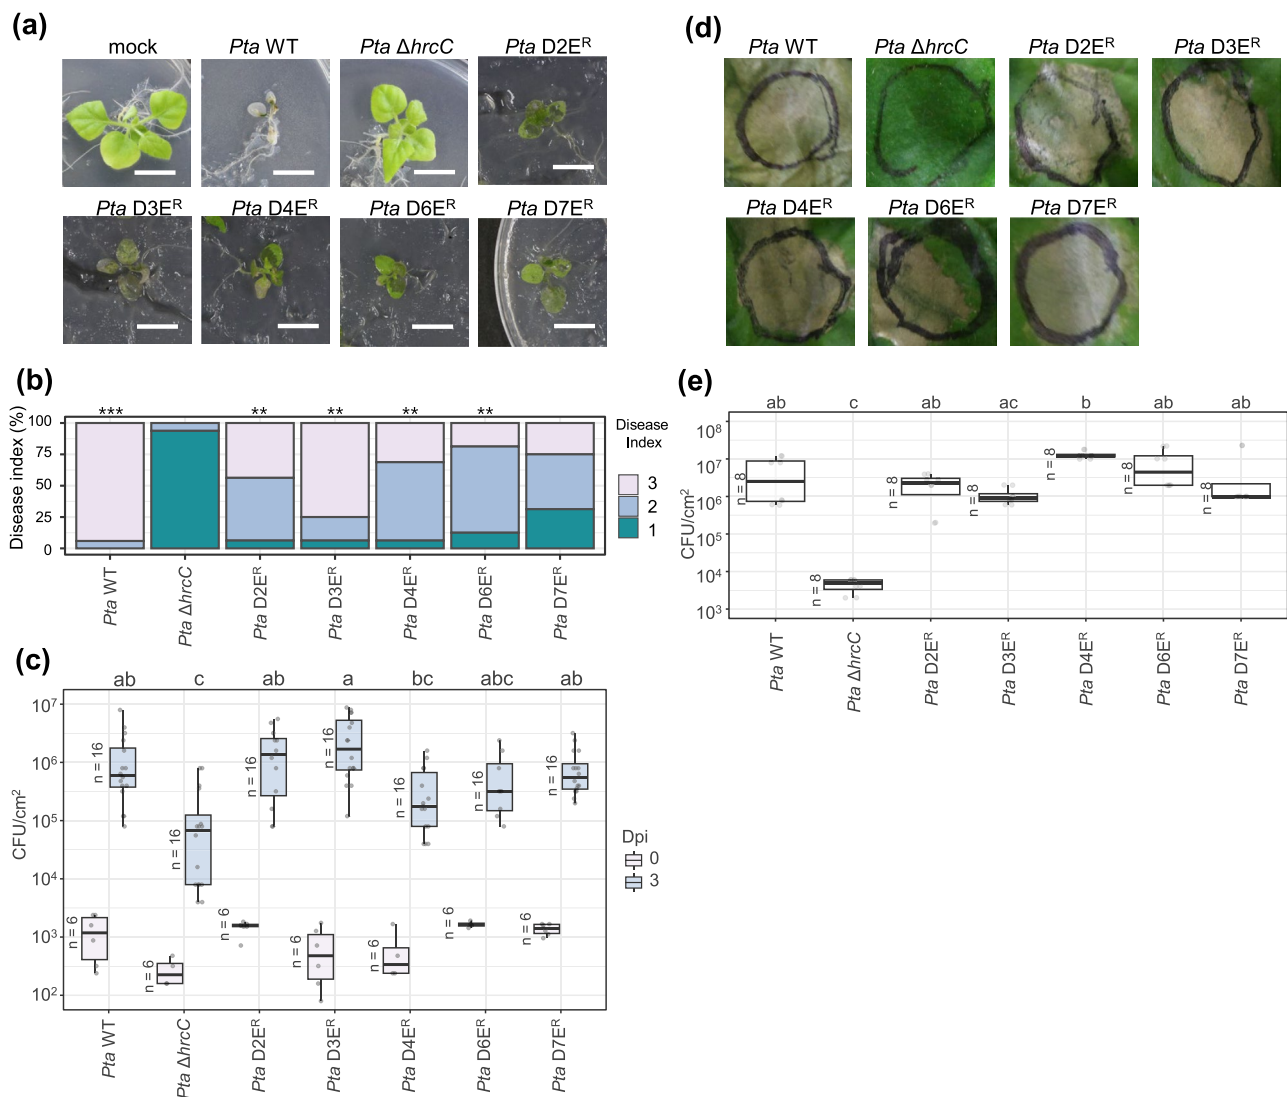 (a)
mock
Pta WT
Pta ΔhrcC
Pta D2Eᴿ
Pta D3Eᴿ
Pta D4Eᴿ
Pta D6Eᴿ
Pta D7Eᴿ
(b)
Disease index (%)
100
75
50
25
0
***
**
**
**
**
Disease
Index
3
2
1
Pta WT
Pta ΔhrcC
Pta D2Eᴿ
Pta D3Eᴿ
Pta D4Eᴿ
Pta D6Eᴿ
Pta D7Eᴿ
(c)
ab
c
ab
a
bc
abc
ab
CFU/cm²
10⁷
10⁶
10⁵
10⁴
10³
10²
n = 16
n = 16
n = 16
n = 16
n = 16
n = 16
n = 16
n = 6
n = 6
n = 6
n = 6
n = 6
n = 6
n = 6
Dpi
0
3
Pta WT
Pta ΔhrcC
Pta D2Eᴿ
Pta D3Eᴿ
Pta D4Eᴿ
Pta D6Eᴿ
Pta D7Eᴿ
(d)
Pta WT
Pta ΔhrcC
Pta D2Eᴿ
Pta D3Eᴿ
Pta D4Eᴿ
Pta D6Eᴿ
Pta D7Eᴿ
(e)
ab
c
ab
ac
b
ab
ab
CFU/cm²
10⁸
10⁷
10⁶
10⁵
10⁴
10³
n = 8
n = 8
n = 8
n = 8
n = 8
n = 8
n = 8
Pta WT
Pta ΔhrcC
Pta D2Eᴿ
Pta D3Eᴿ
Pta D4Eᴿ
Pta D6Eᴿ
Pta D7Eᴿ